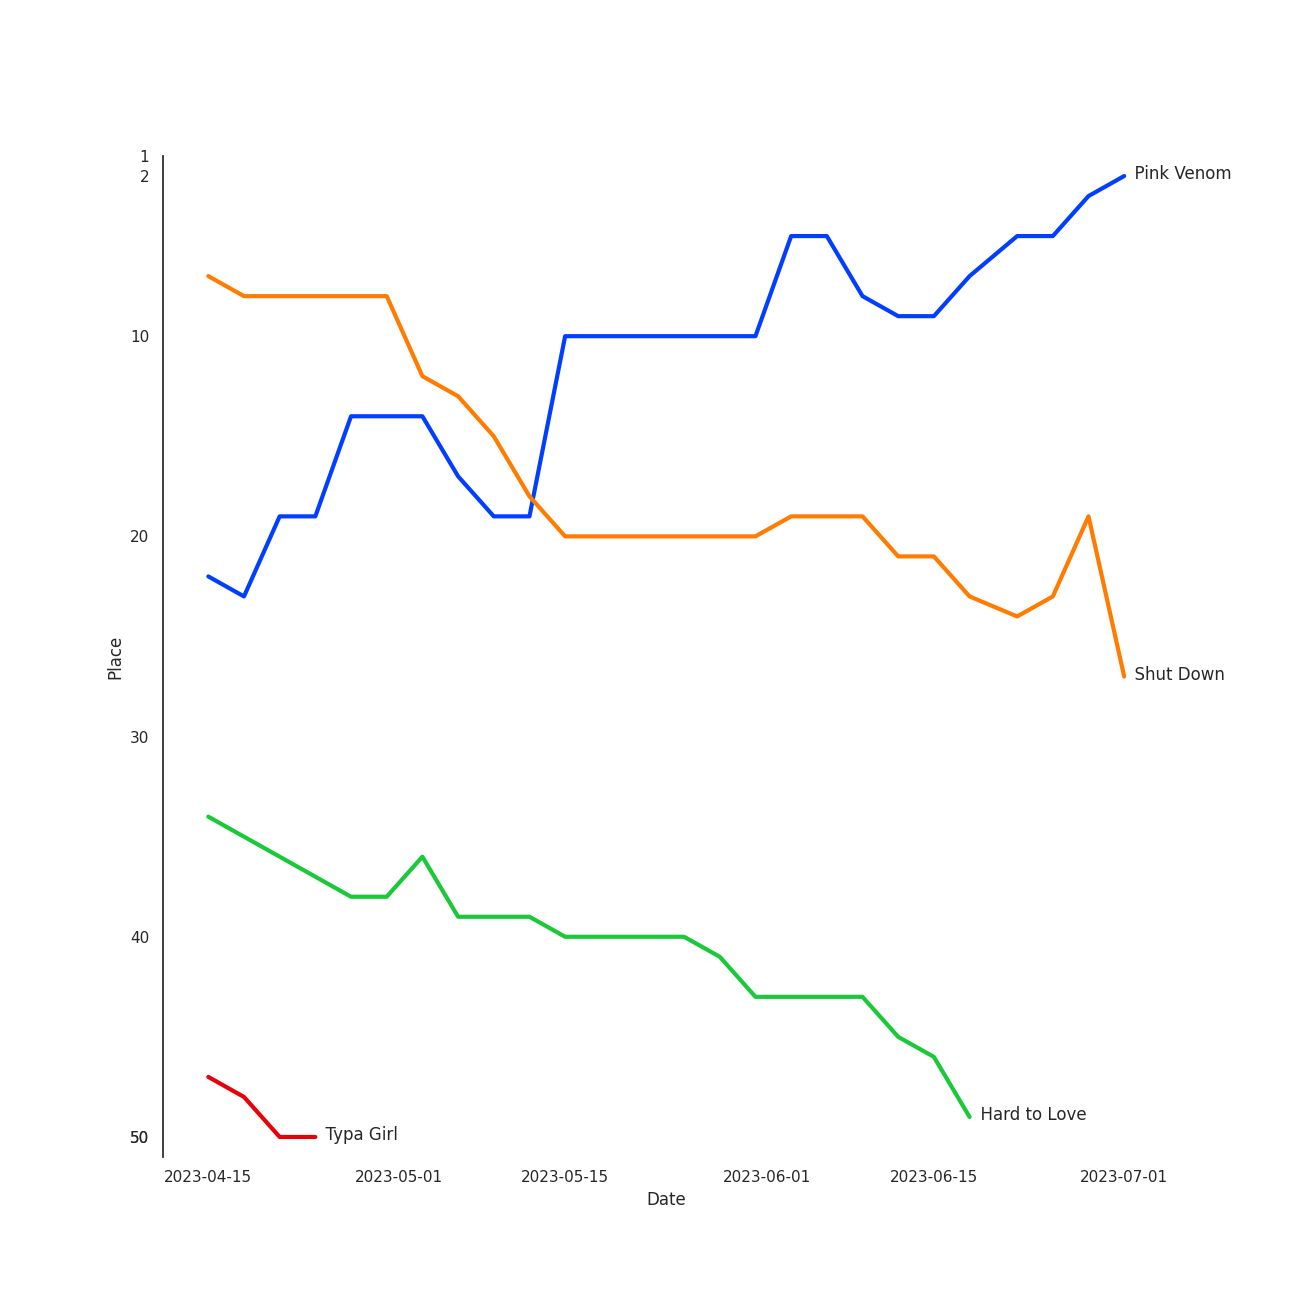 1
2
10
20
30
40
50
Place
Pink Venom
Shut Down
Hard to Love
Typa Girl
2023-04-15 2023-05-01 2023-05-15 2023-06-01 2023-06-15 2023-07-01
Date